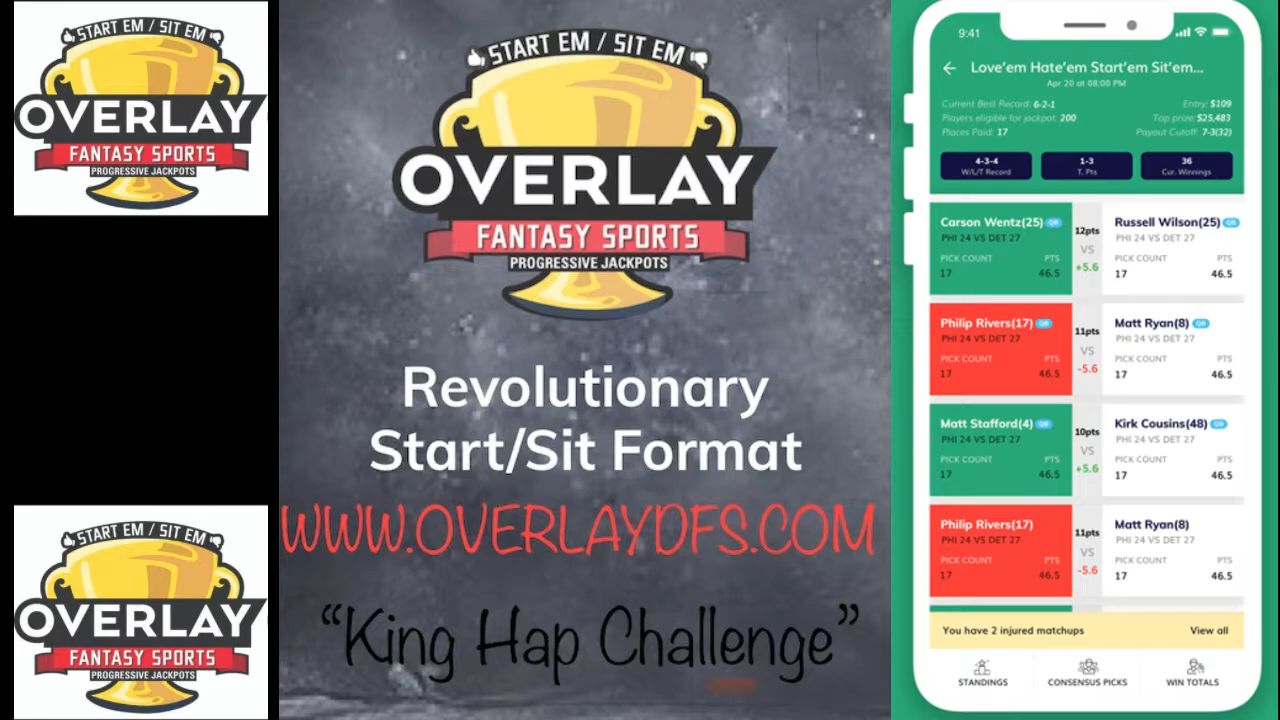 START EM / SIT EM
OVERLAY
FANTASY SPORTS
PROGRESSIVE JACKPOTS
START EM / SIT EM
OVERLAY
FANTASY SPORTS
PROGRESSIVE JACKPOTS
START EM / SIT EM
OVERLAY
FANTASY SPORTS
PROGRESSIVE JACKPOTS
Revolutionary
Start/Sit Format
WWW.OVERLAYDFS.COM
“King Hap Challenge”
9:41
Love'em Hate'em Start'em Sit'em...
Apr 20 at 08:00 PM
Current Best Record: 6-2-1 Entry: $109
Players eligible for jackpot: 200 Top prize: $25,483
Places Paid: 17 Payout Cutoff: 7-3(32)
4-3-4 1-3 36
W/L/T Record T. Pts Cur. Winnings
Carson Wentz(25) QB 12pts Russell Wilson(25) QB
PHI 24 VS DET 27 VS PHI 24 VS DET 27
PICK COUNT PTS +5.6 PICK COUNT PTS
17 46.5 17 46.5
Philip Rivers(17) QB 11pts Matt Ryan(8) QB
PHI 24 VS DET 27 VS PHI 24 VS DET 27
PICK COUNT PTS -5.6 PICK COUNT PTS
17 46.5 17 46.5
Matt Stafford(4) QB 10pts Kirk Cousins(48) QB
PHI 24 VS DET 27 VS PHI 24 VS DET 27
PICK COUNT PTS +5.6 PICK COUNT PTS
17 46.5 17 46.5
Philip Rivers(17) 11pts Matt Ryan(8)
PHI 24 VS DET 27 VS PHI 24 VS DET 27
PICK COUNT PTS -5.6 PICK COUNT PTS
17 46.5 17 46.5
You have 2 injured matchups View all
STANDINGS CONSENSUS PICKS WIN TOTALS